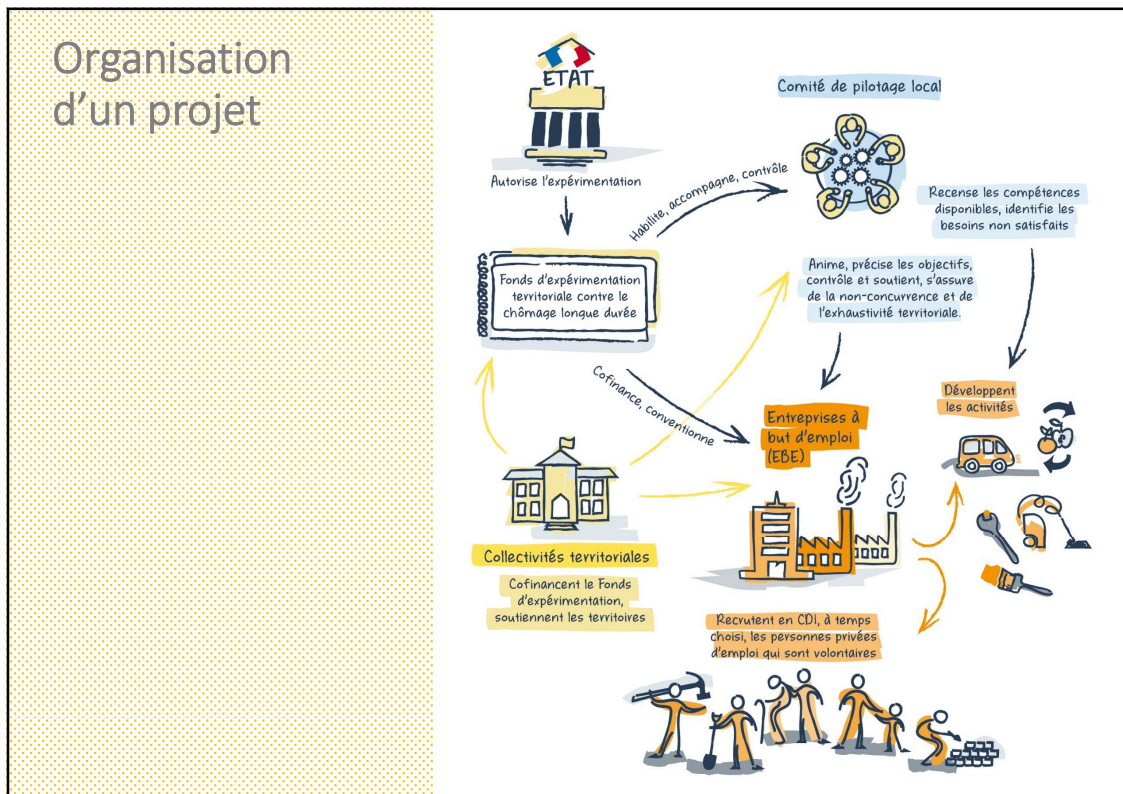 Organisation
d'un projet
ETAT
Autorise l'expérimentation
Comité de pilotage local
Habilite, accompagne, contrôle
Recense les compétences
disponibles, identifie les
besoins non satisfaits
Fonds d'expérimentation
territoriale contre le
chômage longue durée
Anime, précise les objectifs,
contrôle et soutient, s'assure
de la non-concurrence et de
l'exhaustivité territoriale.
Cofinance, conventionne
Développent
les activités
Entreprises à
but d'emploi
(EBE)
Collectivités territoriales
Cofinancent le Fonds
d'expérimentation,
soutiennent les territoires
Recrutent en CDI, à temps
choisi, les personnes privées
d'emploi qui sont volontaires